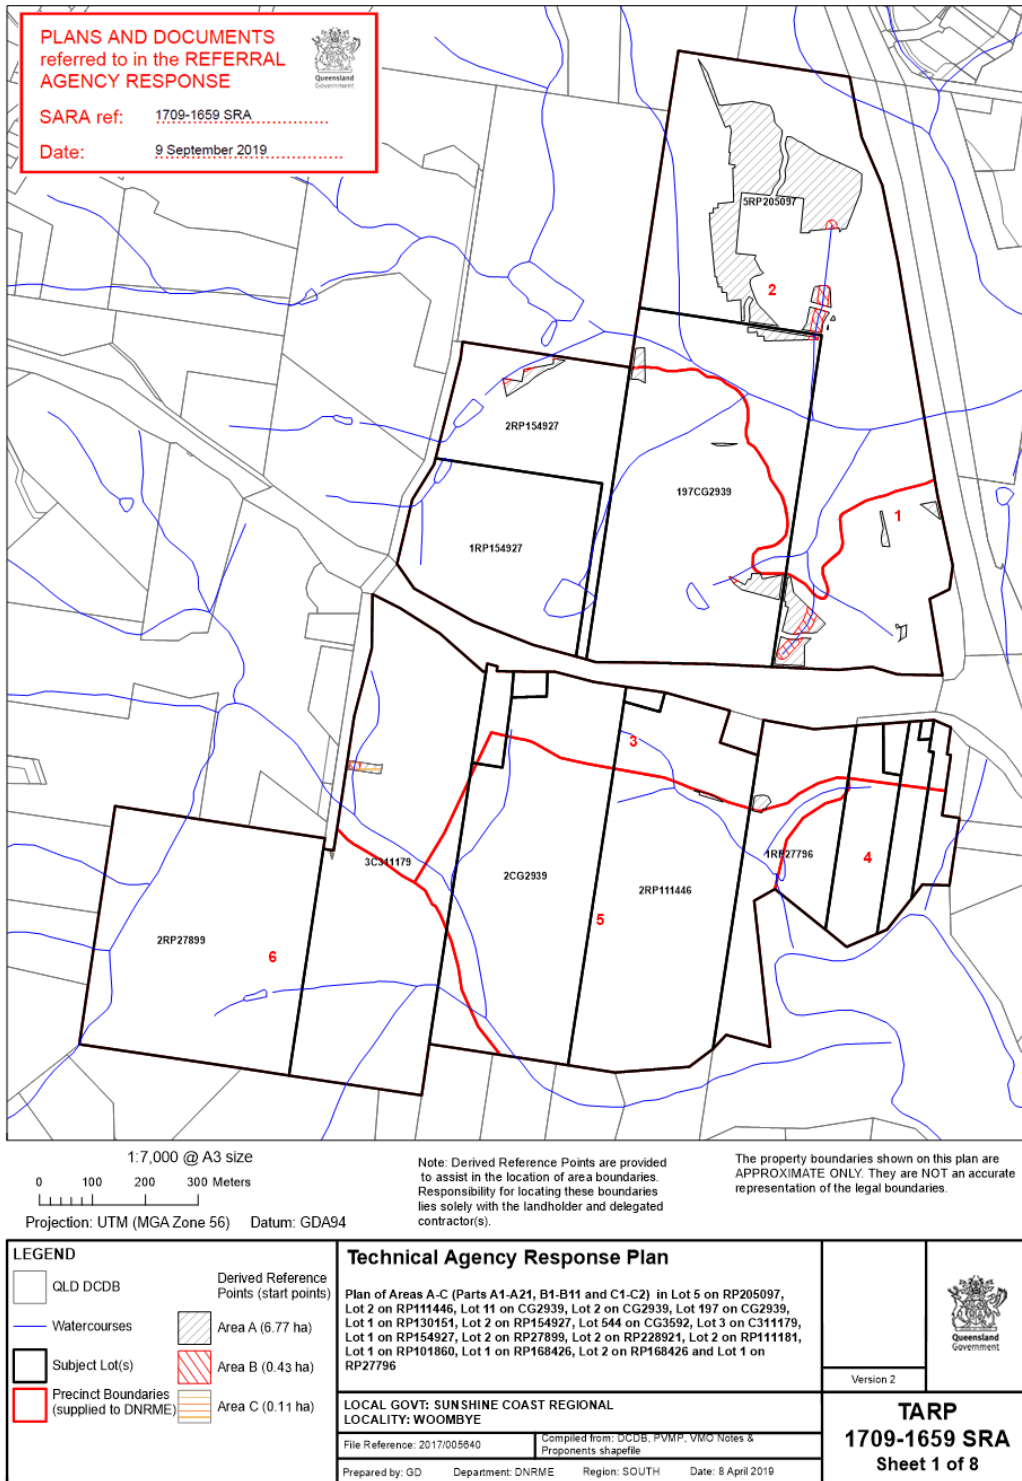 PLANS AND DOCUMENTS
referred to in the REFERRAL
AGENCY RESPONSE
Queensland
Government
SARA ref: 1709-1659 SRA
Date: 9 September 2019
5RP205097
2
2RP154927
197CG2939
1
1RP154927
3
3C311179
1RP27796
4
2CG2939
2RP111446
5
2RP27899
6
1:7,000 @ A3 size
0 100 200 300 Meters
Projection: UTM (MGA Zone 56) Datum: GDA94
Note: Derived Reference Points are provided
to assist in the location of area boundaries.
Responsibility for locating these boundaries
lies solely with the landholder and delegated
contractor(s).
The property boundaries shown on this plan are
APPROXIMATE ONLY. They are NOT an accurate
representation of the legal boundaries.
LEGEND
QLD DCDB
Watercourses
Subject Lot(s)
Precinct Boundaries
(supplied to DNRME)
Derived Reference
Points (start points)
Area A (6.77 ha)
Area B (0.43 ha)
Area C (0.11 ha)
Technical Agency Response Plan
Plan of Areas A-C (Parts A1-A21, B1-B11 and C1-C2) in Lot 5 on RP205097,
Lot 2 on RP111446, Lot 11 on CG2939, Lot 2 on CG2939, Lot 197 on CG2939,
Lot 1 on RP130151, Lot 2 on RP154927, Lot 544 on CG3592, Lot 3 on C311179,
Lot 1 on RP154927, Lot 2 on RP27899, Lot 2 on RP228921, Lot 2 on RP111181,
Lot 1 on RP101860, Lot 1 on RP168426, Lot 2 on RP168426 and Lot 1 on
RP27796
LOCAL GOVT: SUNSHINE COAST REGIONAL
LOCALITY: WOOMBYE
File Reference: 2017/005640
Compiled from: DCDB, PVMP, VMO Notes &
Proponents shapefile
Prepared by: GD Department: DNRME Region: SOUTH Date: 8 April 2019
Version 2
Queensland
Government
TARP
1709-1659 SRA
Sheet 1 of 8